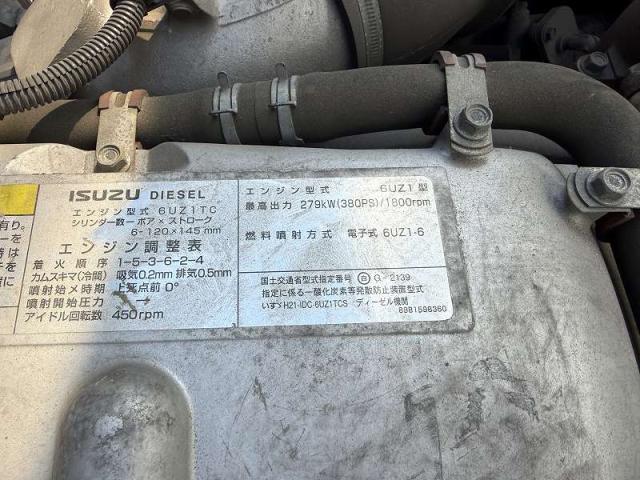 有り。
ーを
時は
チを
ISUZU DIESEL
エンジン型式 6UZ1TC
シリンダー数ーボア×ストローク
6-120×145mm
エンジン調整表
着火順序 1-5-3-6-2-4
カムスキマ(冷間) 吸気0.2mm 排気0.5mm
噴射始メ時期 上死点前 0°
噴射開始圧力
アイドル回転数 450rpm
エンジン型式 6UZ1型
最高出力 279kW(380PS)/1800rpm
燃料噴射方式 電子式 6UZ1-6
国土交通省型式指定番号 G-2139
指定に係る一酸化炭素等発散防止装置型式
いすゞH21-IDC-6UZ1TCS ディーゼル機関
8981598360